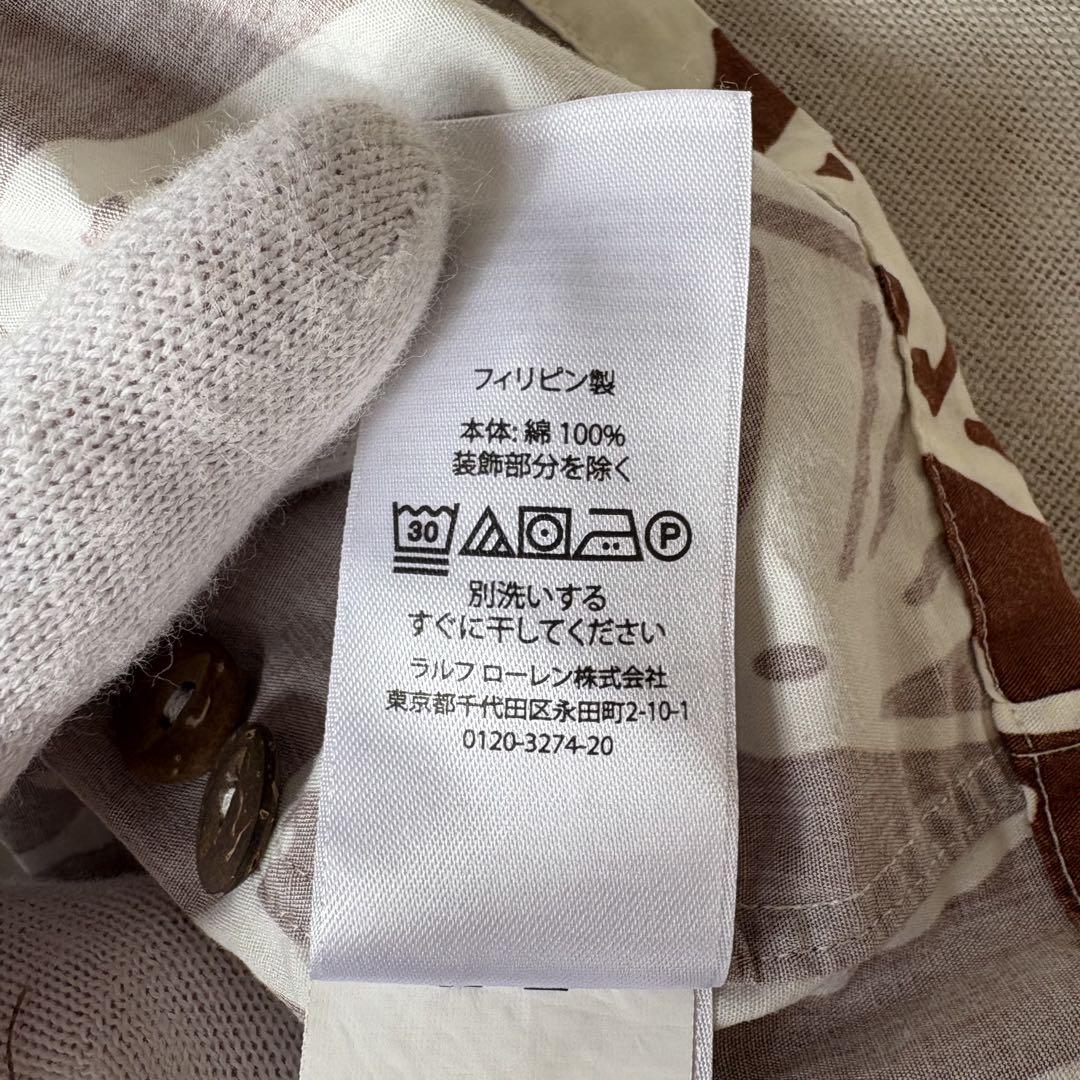 フィリピン製
本体: 綿 100%
装飾部分を除く
30 P
別洗いする
すぐに干してください
ラルフ ローレン株式会社
東京都千代田区永田町2-10-1
0120-3274-20